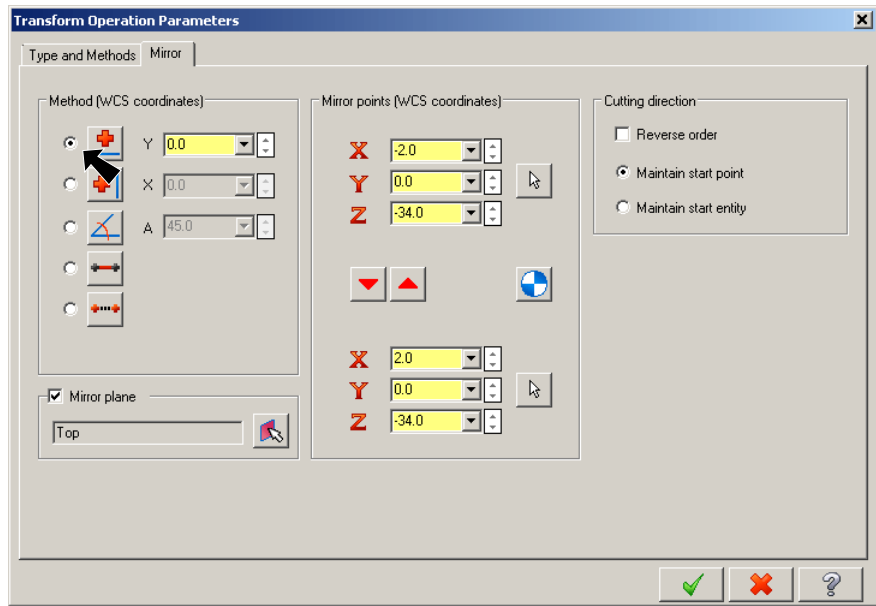 Transform Operation Parameters
Type and Methods Mirror
Method (WCS coordinates)
Y 0.0
X 0.0
A 45.0
Mirror plane
Top
Mirror points (WCS coordinates)
X -2.0
Y 0.0
Z -34.0
X 2.0
Y 0.0
Z -34.0
Cutting direction
Reverse order
Maintain start point
Maintain start entity
?